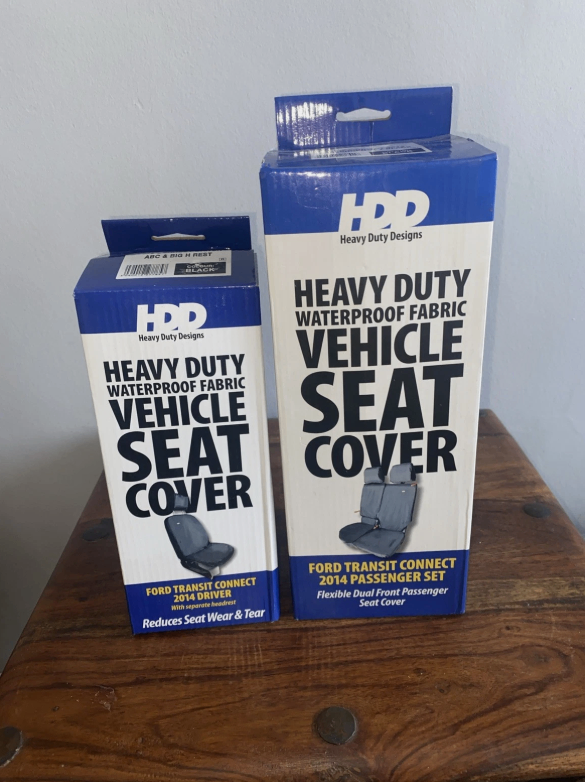 ABC & BIG H REST
BLACK
HDD
Heavy Duty Designs
HEAVY DUTY
WATERPROOF FABRIC
VEHICLE
SEAT
COVER
FORD TRANSIT CONNECT
2014 DRIVER
With separate headrest
Reduces Seat Wear & Tear
HDD
Heavy Duty Designs
HEAVY DUTY
WATERPROOF FABRIC
VEHICLE
SEAT
COVER
FORD TRANSIT CONNECT
2014 PASSENGER SET
Flexible Dual Front Passenger
Seat Cover